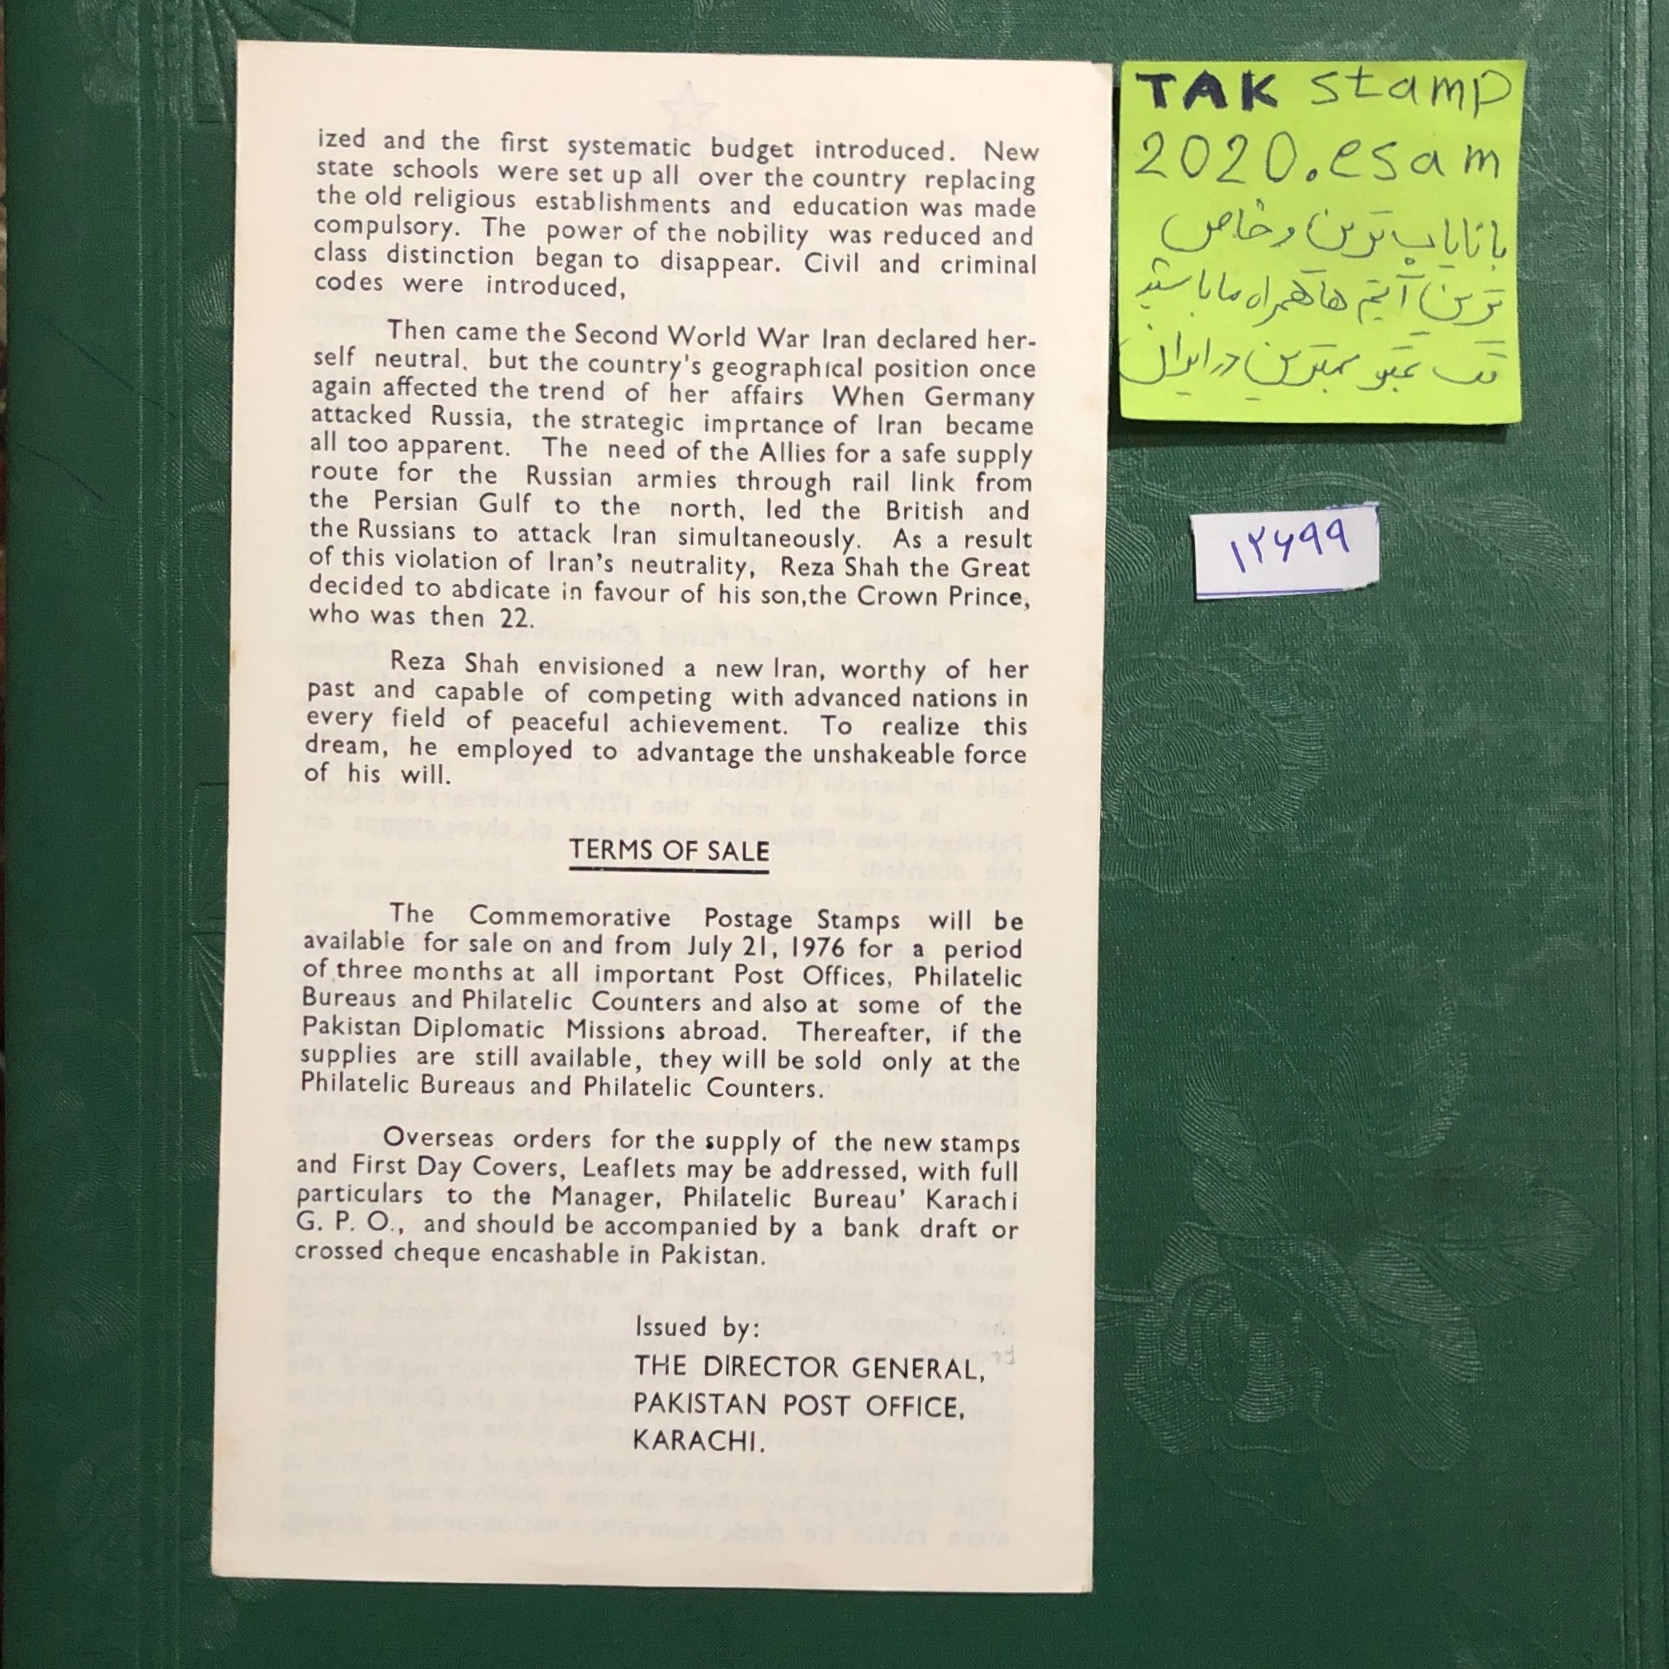 ized and the first systematic budget introduced. New
state schools were set up all over the country replacing
the old religious establishments and education was made
compulsory. The power of the nobility was reduced and
class distinction began to disappear. Civil and criminal
codes were introduced,
Then came the Second World War Iran declared her-
self neutral, but the country's geographical position once
again affected the trend of her affairs When Germany
attacked Russia, the strategic imprtance of Iran became
all too apparent. The need of the Allies for a safe supply
route for the Russian armies through rail link from
the Persian Gulf to the north, led the British and
the Russians to attack Iran simultaneously. As a result
of this violation of Iran's neutrality, Reza Shah the Great
decided to abdicate in favour of his son,the Crown Prince,
who was then 22.
Reza Shah envisioned a new Iran, worthy of her
past and capable of competing with advanced nations in
every field of peaceful achievement. To realize this
dream, he employed to advantage the unshakeable force
of his will.
TERMS OF SALE
The Commemorative Postage Stamps will be
available for sale on and from July 21, 1976 for a period
of three months at all important Post Offices, Philatelic
Bureaus and Philatelic Counters and also at some of the
Pakistan Diplomatic Missions abroad. Thereafter, if the
supplies are still available, they will be sold only at the
Philatelic Bureaus and Philatelic Counters.
Overseas orders for the supply of the new stamps
and First Day Covers, Leaflets may be addressed, with full
particulars to the Manager, Philatelic Bureau' Karachi
G. P. O., and should be accompanied by a bank draft or
crossed cheque encashable in Pakistan.
Issued by:
THE DIRECTOR GENERAL,
PAKISTAN POST OFFICE,
KARACHI.
TAK stamp
2020.esam
با نایاب ترین و خاص
ترین آیتم ها همراه ما باشید
تک تمبر بهترین در ایران
۱۲۶۹۹